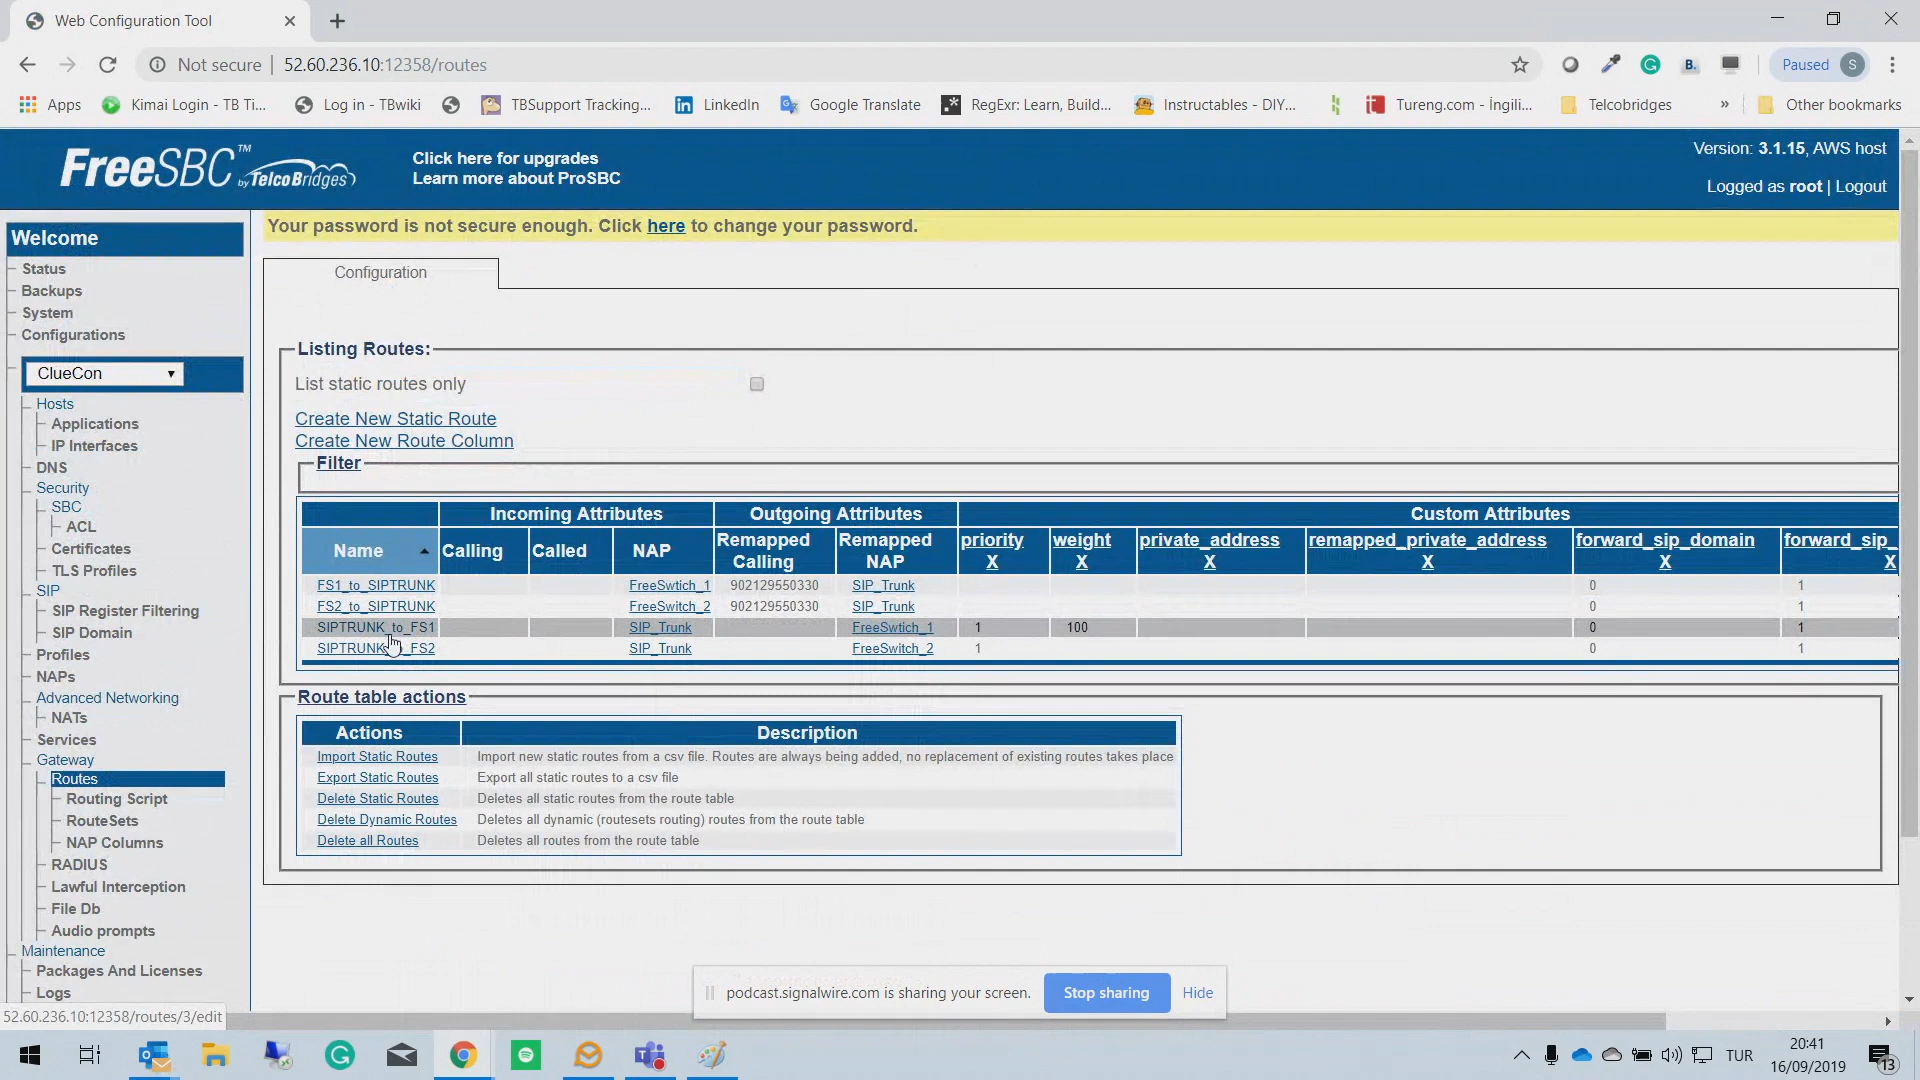 Web Configuration Tool
Not secure | 52.60.236.10:12358/routes
Paused S
Apps Kimai Login - TB Ti... Log in - TBwiki TBSupport Tracking... LinkedIn Google Translate RegExr: Learn, Build... Instructables - DIY... Tureng.com - İngili... Telcobridges » Other bookmarks
FreeSBC™ by TelcoBridges
Click here for upgrades
Learn more about ProSBC
Version: 3.1.15, AWS host
Logged as root | Logout
Your password is not secure enough. Click here to change your password.
Welcome
Status
Backups
System
Configurations
ClueCon
Hosts
Applications
IP Interfaces
DNS
Security
SBC
ACL
Certificates
TLS Profiles
SIP
SIP Register Filtering
SIP Domain
Profiles
NAPs
Advanced Networking
NATs
Services
Gateway
Routes
Routing Script
RouteSets
NAP Columns
RADIUS
Lawful Interception
File Db
Audio prompts
Maintenance
Packages And Licenses
Logs
52.60.236.10:12358/routes/3/edit
Configuration
Listing Routes:
List static routes only
Create New Static Route
Create New Route Column
Filter
Incoming Attributes Outgoing Attributes Custom Attributes
Name Calling Called NAP Remapped Calling Remapped NAP priority X weight X private_address X remapped_private_address X forward_sip_domain X forward_sip_ X
FS1_to_SIPTRUNK FreeSwtich_1 902129550330 SIP_Trunk 0 1
FS2_to_SIPTRUNK FreeSwitch_2 902129550330 SIP_Trunk 0 1
SIPTRUNK_to_FS1 SIP_Trunk FreeSwtich_1 1 100 0 1
SIPTRUNK FS2 SIP_Trunk FreeSwitch_2 1 0 1
Route table actions
Actions Description
Import Static Routes Import new static routes from a csv file. Routes are always being added, no replacement of existing routes takes place
Export Static Routes Export all static routes to a csv file
Delete Static Routes Deletes all static routes from the route table
Delete Dynamic Routes Deletes all dynamic (routesets routing) routes from the route table
Delete all Routes Deletes all routes from the route table
podcast.signalwire.com is sharing your screen. Stop sharing Hide
TUR
20:41
16/09/2019
13